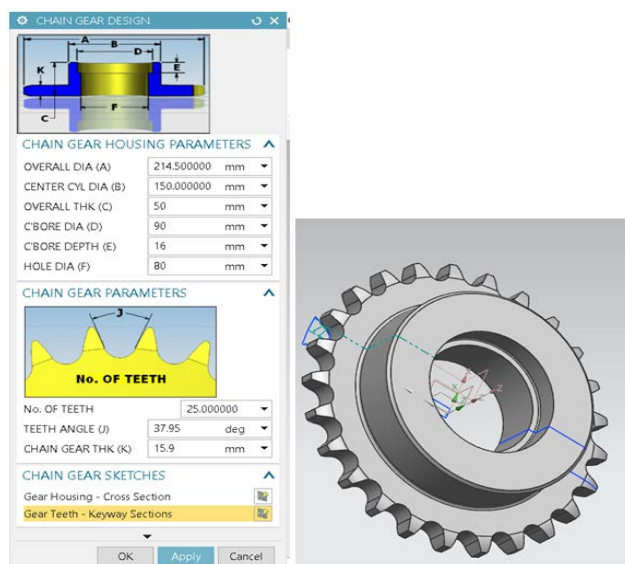 CHAIN GEAR DESIGN
A
B
D
K
E
C
F
CHAIN GEAR HOUSING PARAMETERS
OVERALL DIA (A) 214.500000 mm
CENTER CYL DIA (B) 150.000000 mm
OVERALL THK (C) 50 mm
C'BORE DIA (D) 90 mm
C'BORE DEPTH (E) 16 mm
HOLE DIA (F) 80 mm
CHAIN GEAR PARAMETERS
J
No. OF TEETH
No. OF TEETH 25.000000
TEETH ANGLE (J) 37.95 deg
CHAIN GEAR THK (K) 15.9 mm
CHAIN GEAR SKETCHES
Gear Housing - Cross Section
Gear Teeth - Keyway Sections
OK Apply Cancel